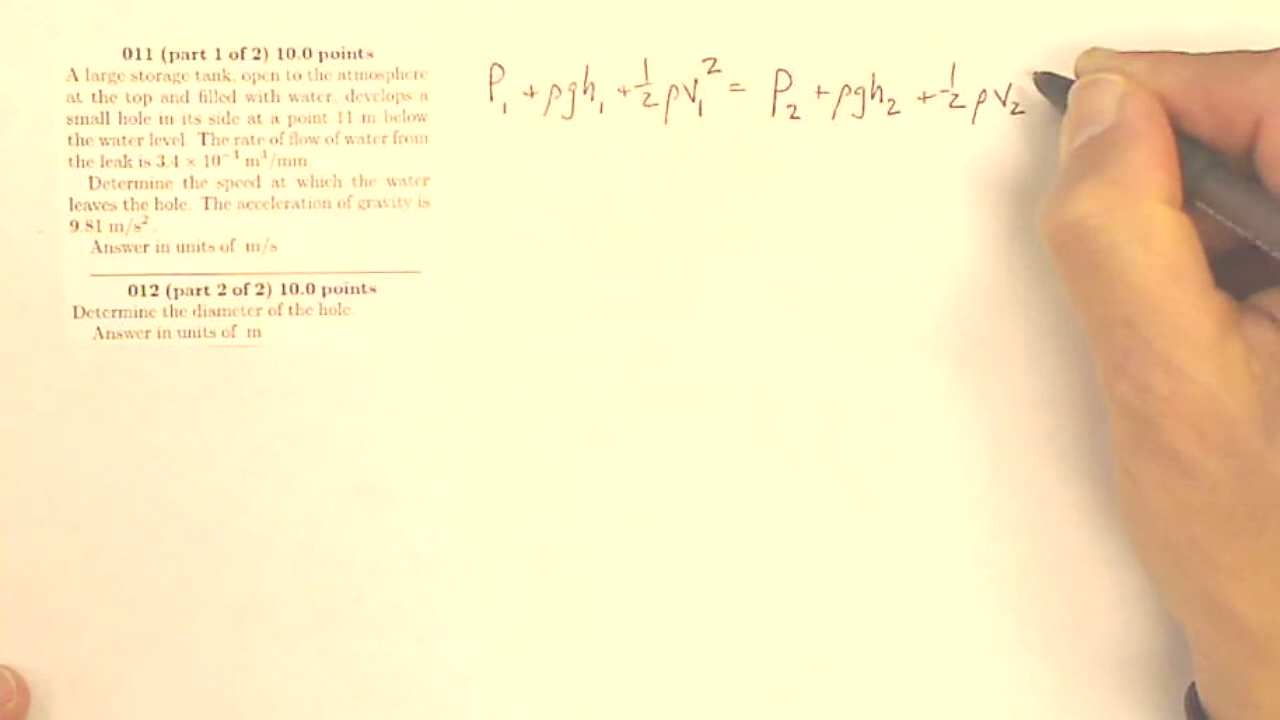 011 (part 1 of 2) 10.0 points
A large storage tank, open to the atmosphere
at the top and filled with water, develops a
small hole in its side at a point 11 m below
the water level. The rate of flow of water from
the leak is 3.4 × 10⁻⁴ m³/min.
Determine the speed at which the water
leaves the hole. The acceleration of gravity is
9.81 m/s².
Answer in units of m/s
012 (part 2 of 2) 10.0 points
Determine the diameter of the hole.
Answer in units of m
P₁ + ρgh₁ + ½ρv₁² = P₂ + ρgh₂ + ½ρv₂